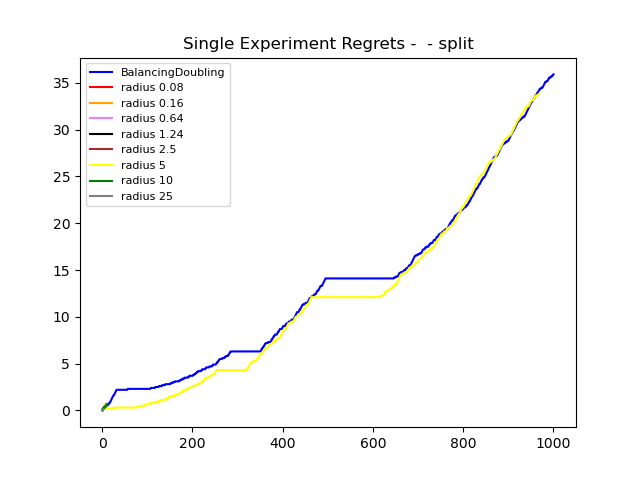 Single Experiment Regrets -  - split
BalancingDoubling
radius 0.08
radius 0.16
radius 0.64
radius 1.24
radius 2.5
radius 5
radius 10
radius 25
35
30
25
20
15
10
5
0
0 200 400 600 800 1000